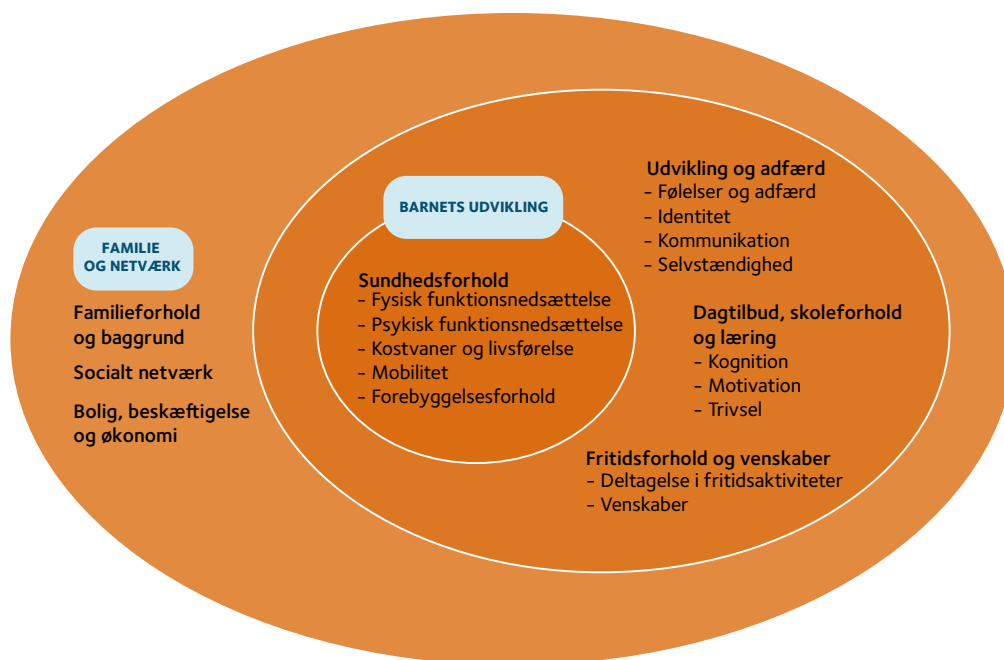 FAMILIE
OG NETVÆRK
Familieforhold
og baggrund
Socialt netværk
Bolig, beskæftigelse
og økonomi
BARNETS UDVIKLING
Sundhedsforhold
- Fysisk funktionsnedsættelse
- Psykisk funktionsnedsættelse
- Kostvaner og livsførelse
- Mobilitet
- Forebyggelsesforhold
Udvikling og adfærd
- Følelser og adfærd
- Identitet
- Kommunikation
- Selvstændighed
Dagtilbud, skoleforhold
og læring
- Kognition
- Motivation
- Trivsel
Fritidsforhold og venskaber
- Deltagelse i fritidsaktiviteter
- Venskaber